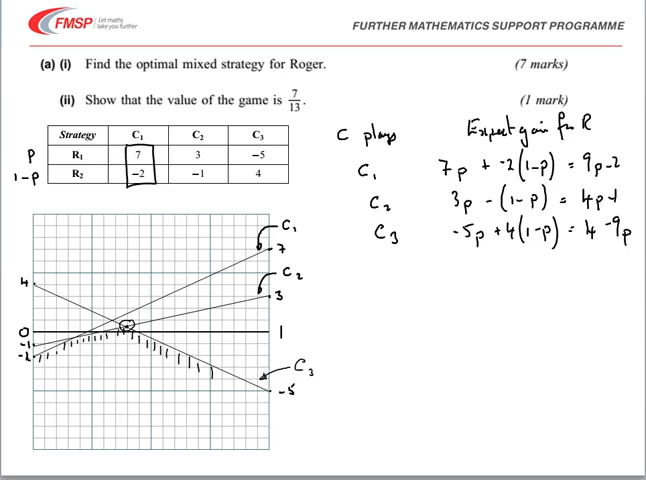 FMSP Let maths take you further
FURTHER MATHEMATICS SUPPORT PROGRAMME
(a) (i) Find the optimal mixed strategy for Roger. (7 marks)
(ii) Show that the value of the game is 7/13. (1 mark)
Strategy C₁ C₂ C₃
p R₁ 7 3 −5
1-p R₂ −2 −1 4
C plays Expect gain for R
C₁ 7p + -2(1-p) = 9p-2
C₂ 3p - (1-p) = 4p-1
C₃ -5p + 4(1-p) = 4 -9p
C₁
7
4
C₂
3
0 1
-1
-2
C₃
-5